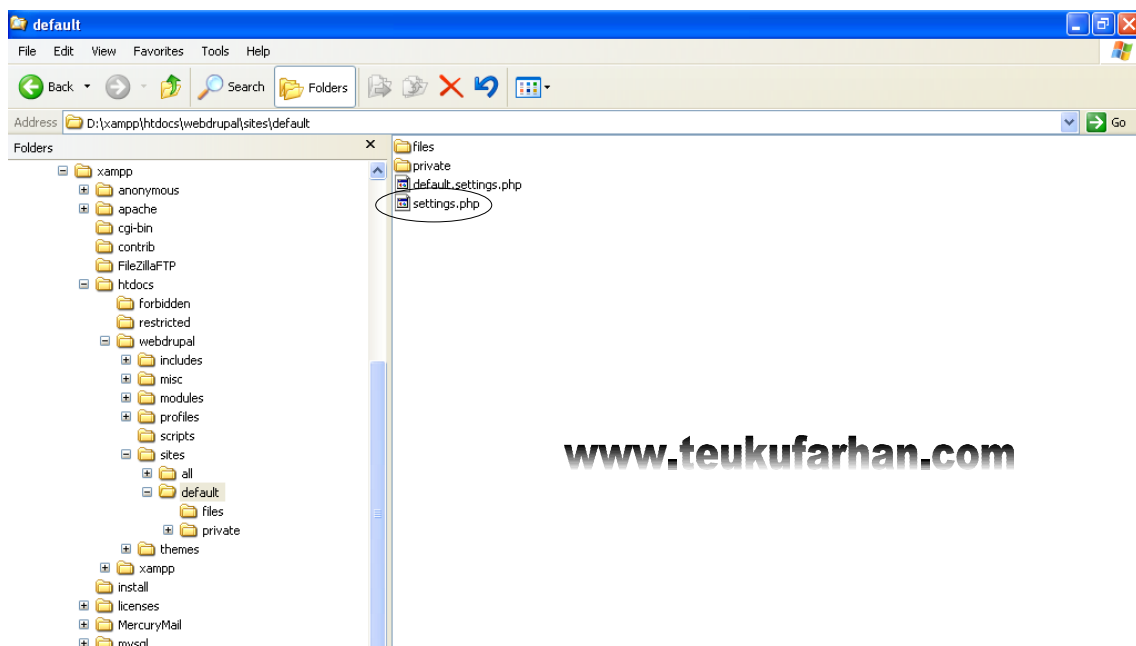 default
File Edit View Favorites Tools Help
Back Search Folders
Address D:\xampp\htdocs\webdrupal\sites\default Go
Folders
xampp
anonymous
apache
cgi-bin
contrib
FileZillaFTP
htdocs
forbidden
restricted
webdrupal
includes
misc
modules
profiles
scripts
sites
all
default
files
private
themes
xampp
install
licenses
MercuryMail
mysql
files
private
default.settings.php
settings.php
www.teukufarhan.com